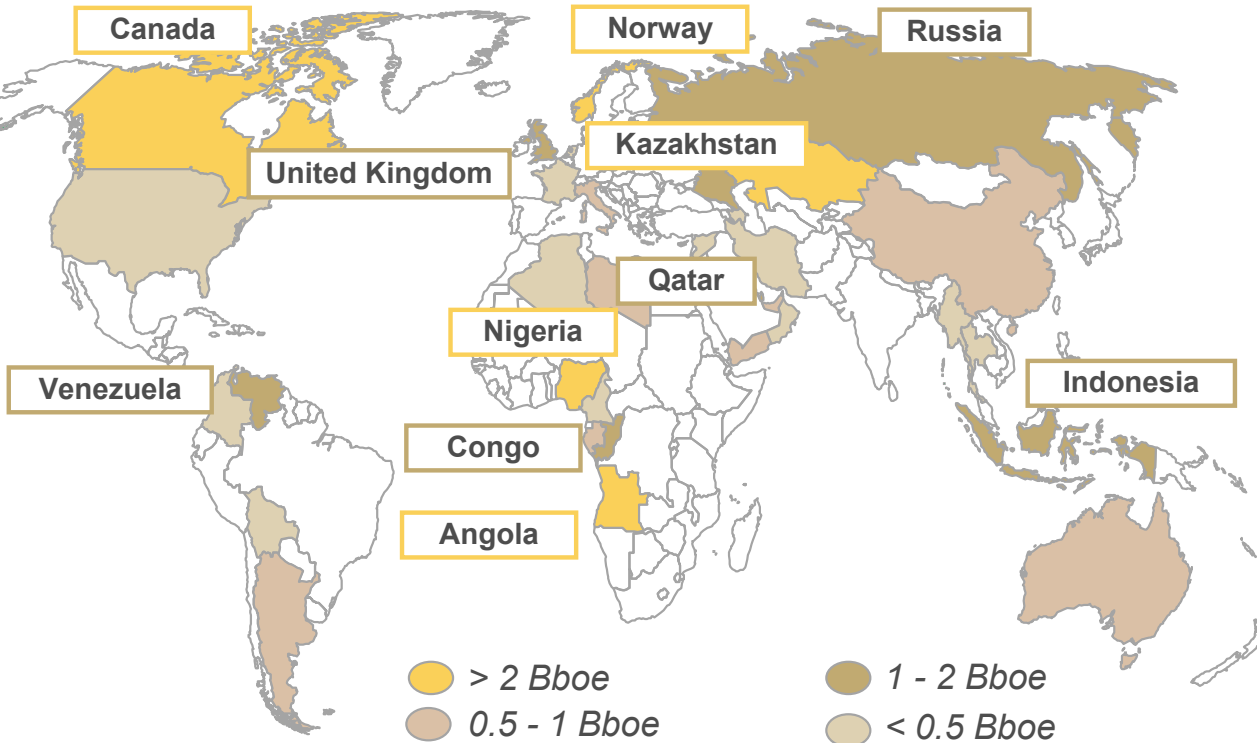 Canada
Norway
Russia
Kazakhstan
United Kingdom
Qatar
Nigeria
Venezuela
Indonesia
Congo
Angola
> 2 Bboe
1 - 2 Bboe
0.5 - 1 Bboe
< 0.5 Bboe